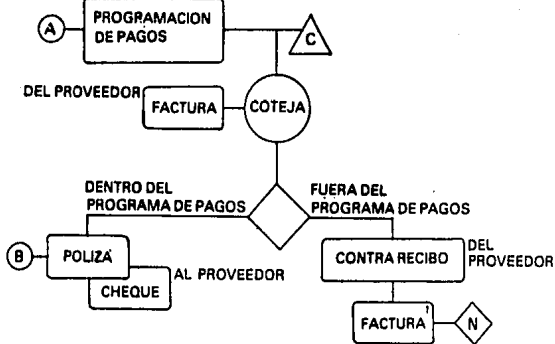 A
PROGRAMACION
DE PAGOS
C
DEL PROVEEDOR
FACTURA
COTEJA
DENTRO DEL
PROGRAMA DE PAGOS
FUERA DEL
PROGRAMA DE PAGOS
B
POLIZA
CHEQUE
AL PROVEEDOR
CONTRA RECIBO
DEL
PROVEEDOR
FACTURA
N